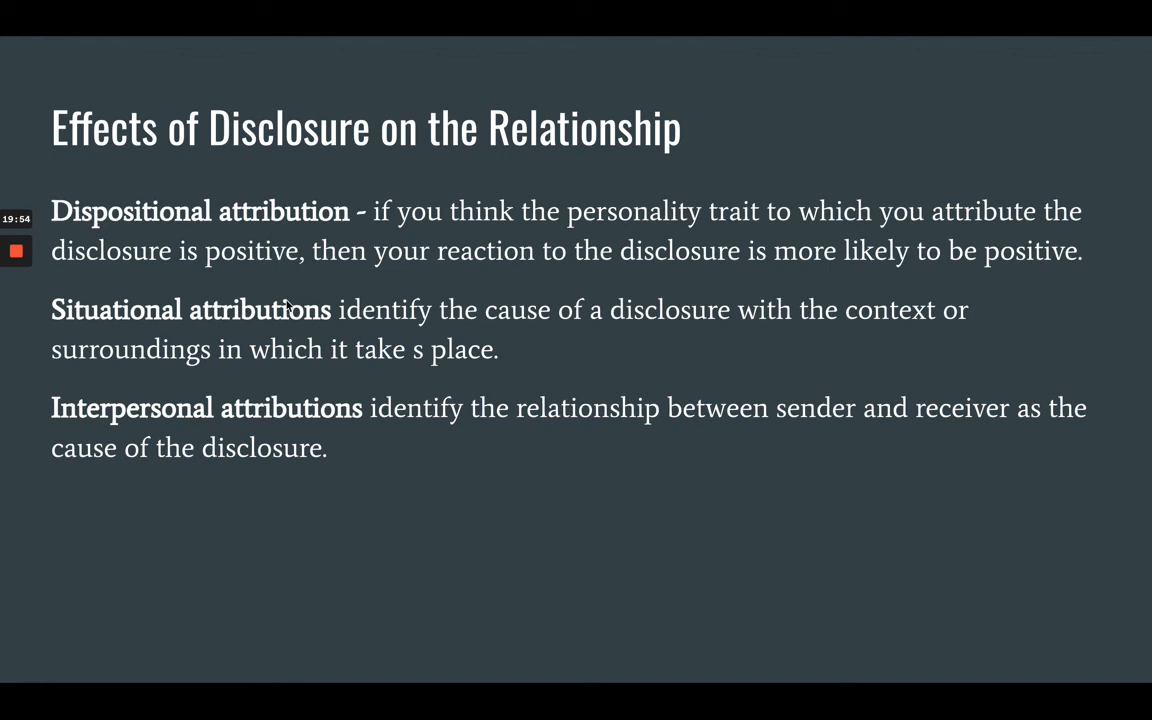 Effects of Disclosure on the Relationship
19:54
Dispositional attribution - if you think the personality trait to which you attribute the
disclosure is positive, then your reaction to the disclosure is more likely to be positive.
Situational attributions identify the cause of a disclosure with the context or
surroundings in which it take s place.
Interpersonal attributions identify the relationship between sender and receiver as the
cause of the disclosure.